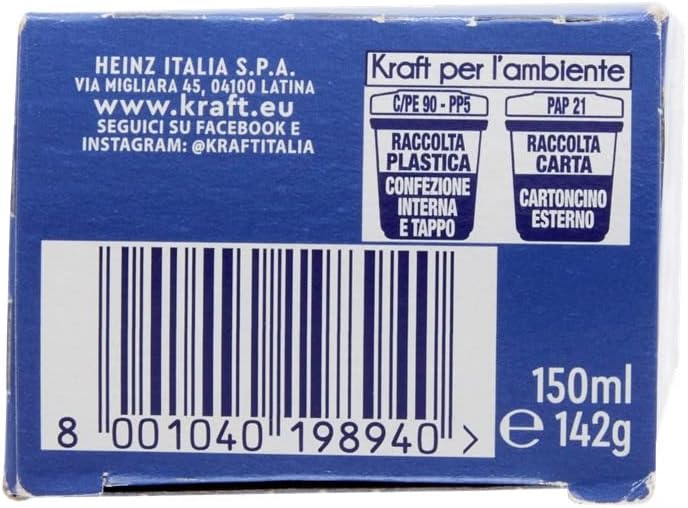 HEINZ ITALIA S.P.A.
VIA MIGLIARA 45, 04100 LATINA
www.kraft.eu
SEGUICI SU FACEBOOK E
INSTAGRAM: @KRAFTITALIA
Kraft per l'ambiente
C/PE 90 - PP5
RACCOLTA
PLASTICA
CONFEZIONE
INTERNA
E TAPPO
PAP 21
RACCOLTA
CARTA
CARTONCINO
ESTERNO
8 001040 198940 >
150ml
e 142g